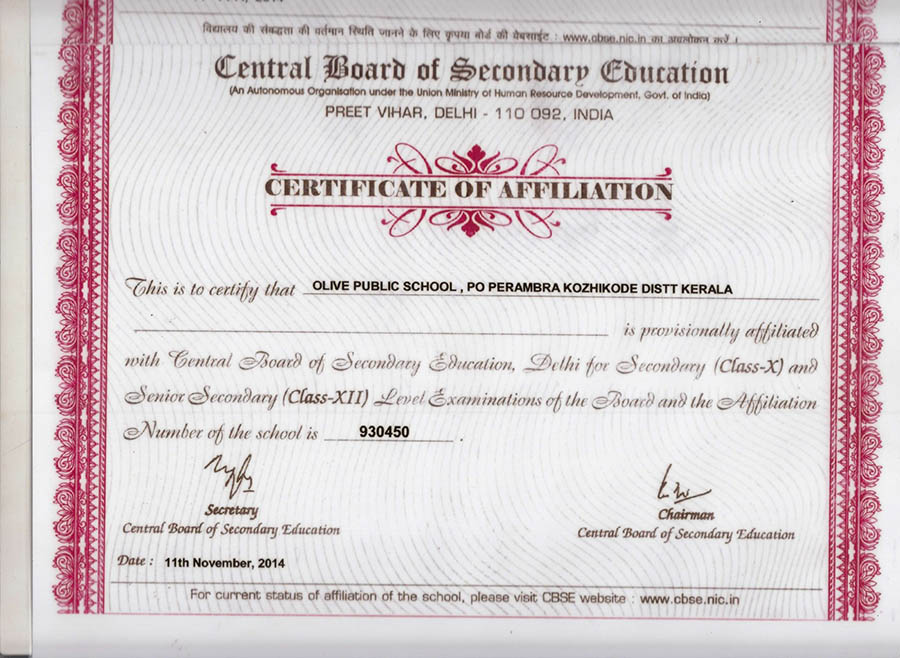 विद्यालय की संबद्धता की वर्तमान स्थिति जानने के लिए कृपया बोर्ड की वेबसाईट : www.cbse.nic.in का अवलोकन करें ।
Central Board of Secondary Education
(An Autonomous Organisation under the Union Ministry of Human Resource Development, Govt. of India)
PREET VIHAR, DELHI - 110 092, INDIA
CERTIFICATE OF AFFILIATION
This is to certify that OLIVE PUBLIC SCHOOL , PO PERAMBRA KOZHIKODE DISTT KERALA
is provisionally affiliated
with Central Board of Secondary Education, Delhi for Secondary (Class-X) and
Senior Secondary (Class-XII) Level Examinations of the Board and the Affiliation
Number of the school is 930450 .
Secretary
Central Board of Secondary Education
Chairman
Central Board of Secondary Education
Date : 11th November, 2014
For current status of affiliation of the school, please visit CBSE website : www.cbse.nic.in